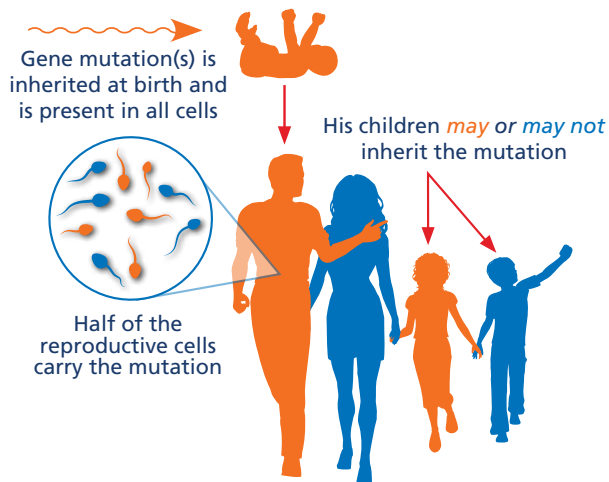 Gene mutation(s) is
inherited at birth and
is present in all cells
His children may or may not
inherit the mutation
Half of the
reproductive cells
carry the mutation